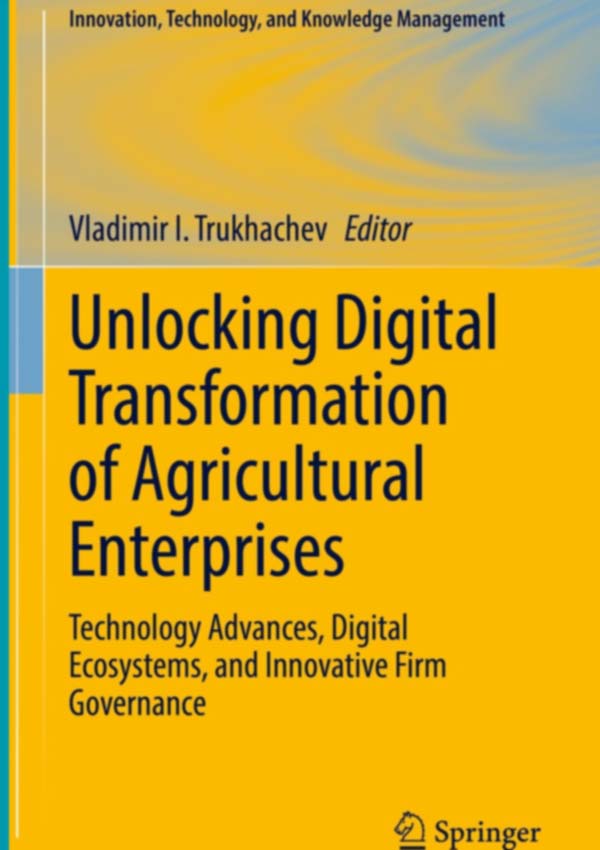 Innovation, Technology, and Knowledge Management
Vladimir I. Trukhachev Editor
Unlocking Digital
Transformation
of Agricultural
Enterprises
Technology Advances, Digital
Ecosystems, and Innovative Firm
Governance
Springer